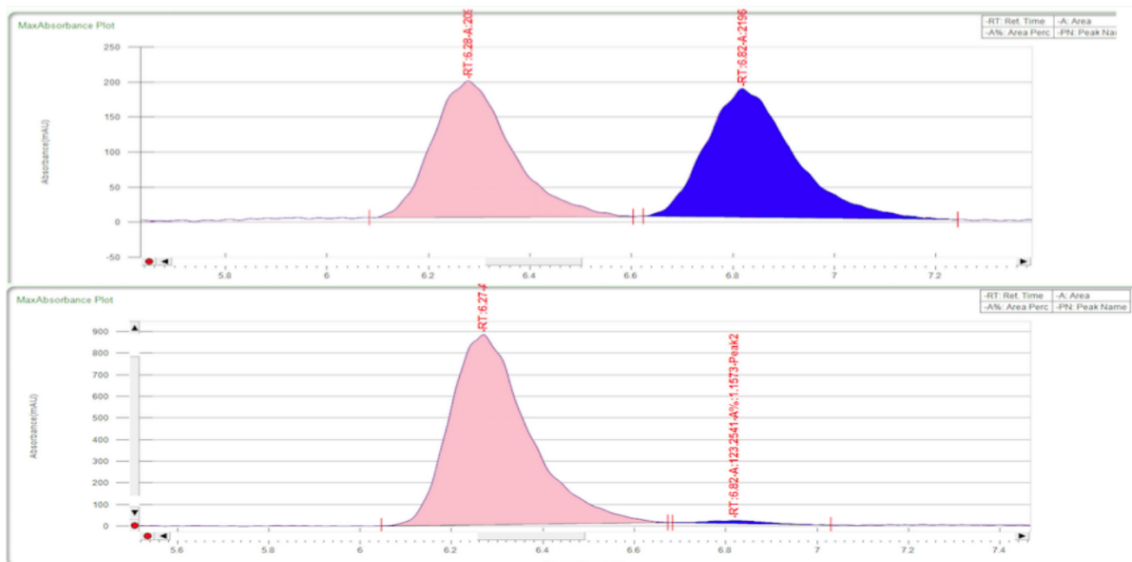 MaxAbsorbance Plot
-RT: Ret. Time -A: Area
-A%: Area Perc -PN: Peak Na
-RT:6.28-A:209
-RT:6.82-A:2196
Absorbance(mAU)
250
200
150
100
50
0
-50
5.8 6 6.2 6.4 6.6 6.8 7 7.2
MaxAbsorbance Plot
-RT: Ret. Time -A: Area
-A%: Area Perc -PN: Peak Name
-RT:6.27-
-RT:6.82-A:123.2541-A%:1.1573-Peak2
Absorbance(mAU)
900
800
700
600
500
400
300
200
100
0
5.6 5.8 6 6.2 6.4 6.6 6.8 7 7.2 7.4